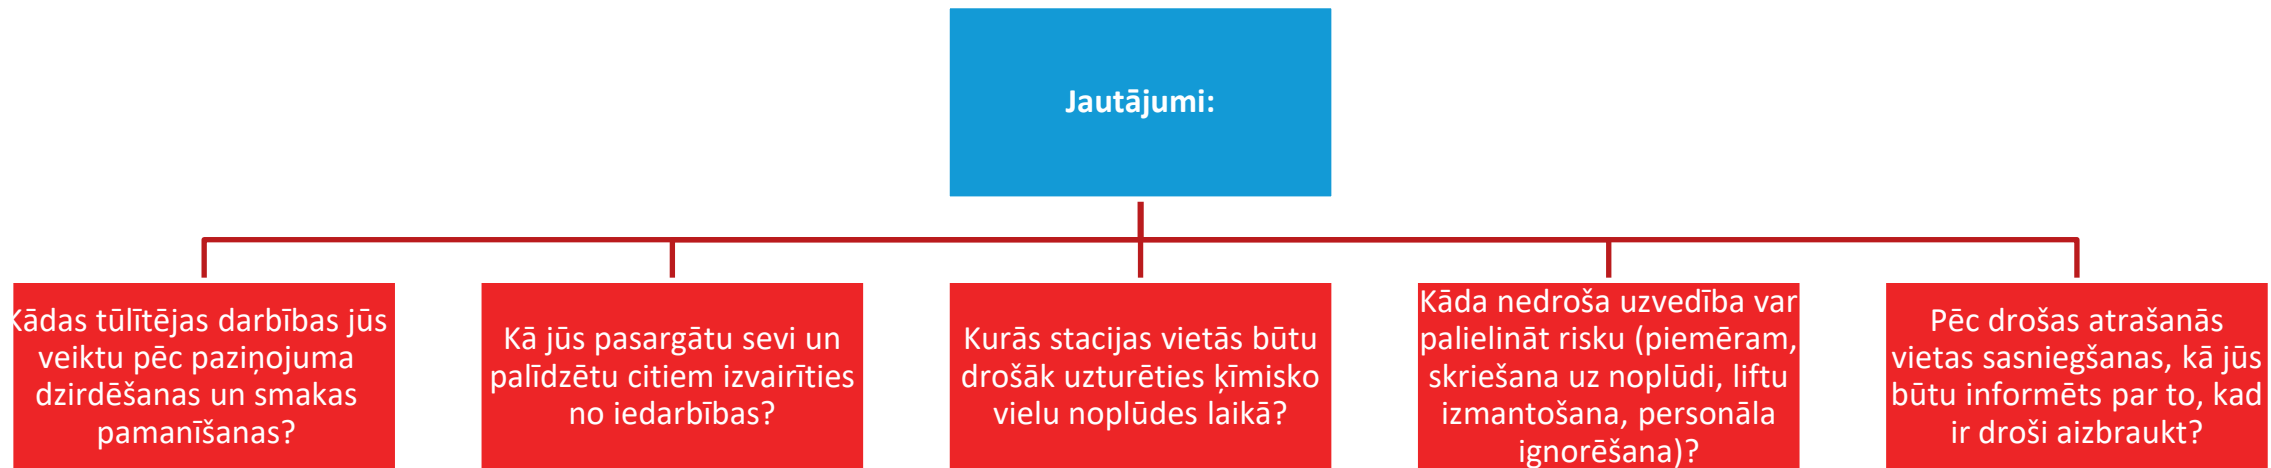 Jautājumi:
Kādas tūlītējas darbības jūs
veiktu pēc paziņojuma
dzirdēšanas un smakas
pamanīšanas?
Kā jūs pasargātu sevi un
palīdzētu citiem izvairīties
no iedarbības?
Kurās stacijas vietās būtu
drošāk uzturēties ķīmisko
vielu noplūdes laikā?
Kāda nedroša uzvedība var
palielināt risku (piemēram,
skriešana uz noplūdi, liftu
izmantošana, personāla
ignorēšana)?
Pēc drošas atrašanās
vietas sasniegšanas, kā jūs
būtu informēts par to, kad
ir droši aizbraukt?